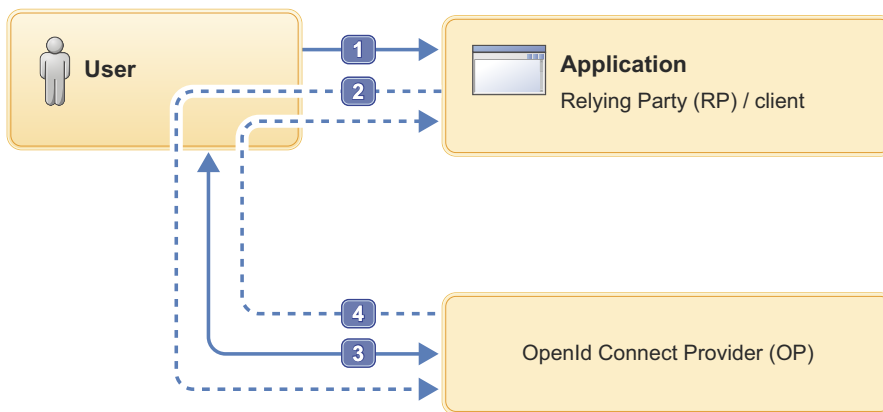 User
1
2
Application
Relying Party (RP) / client
4
3
OpenId Connect Provider (OP)